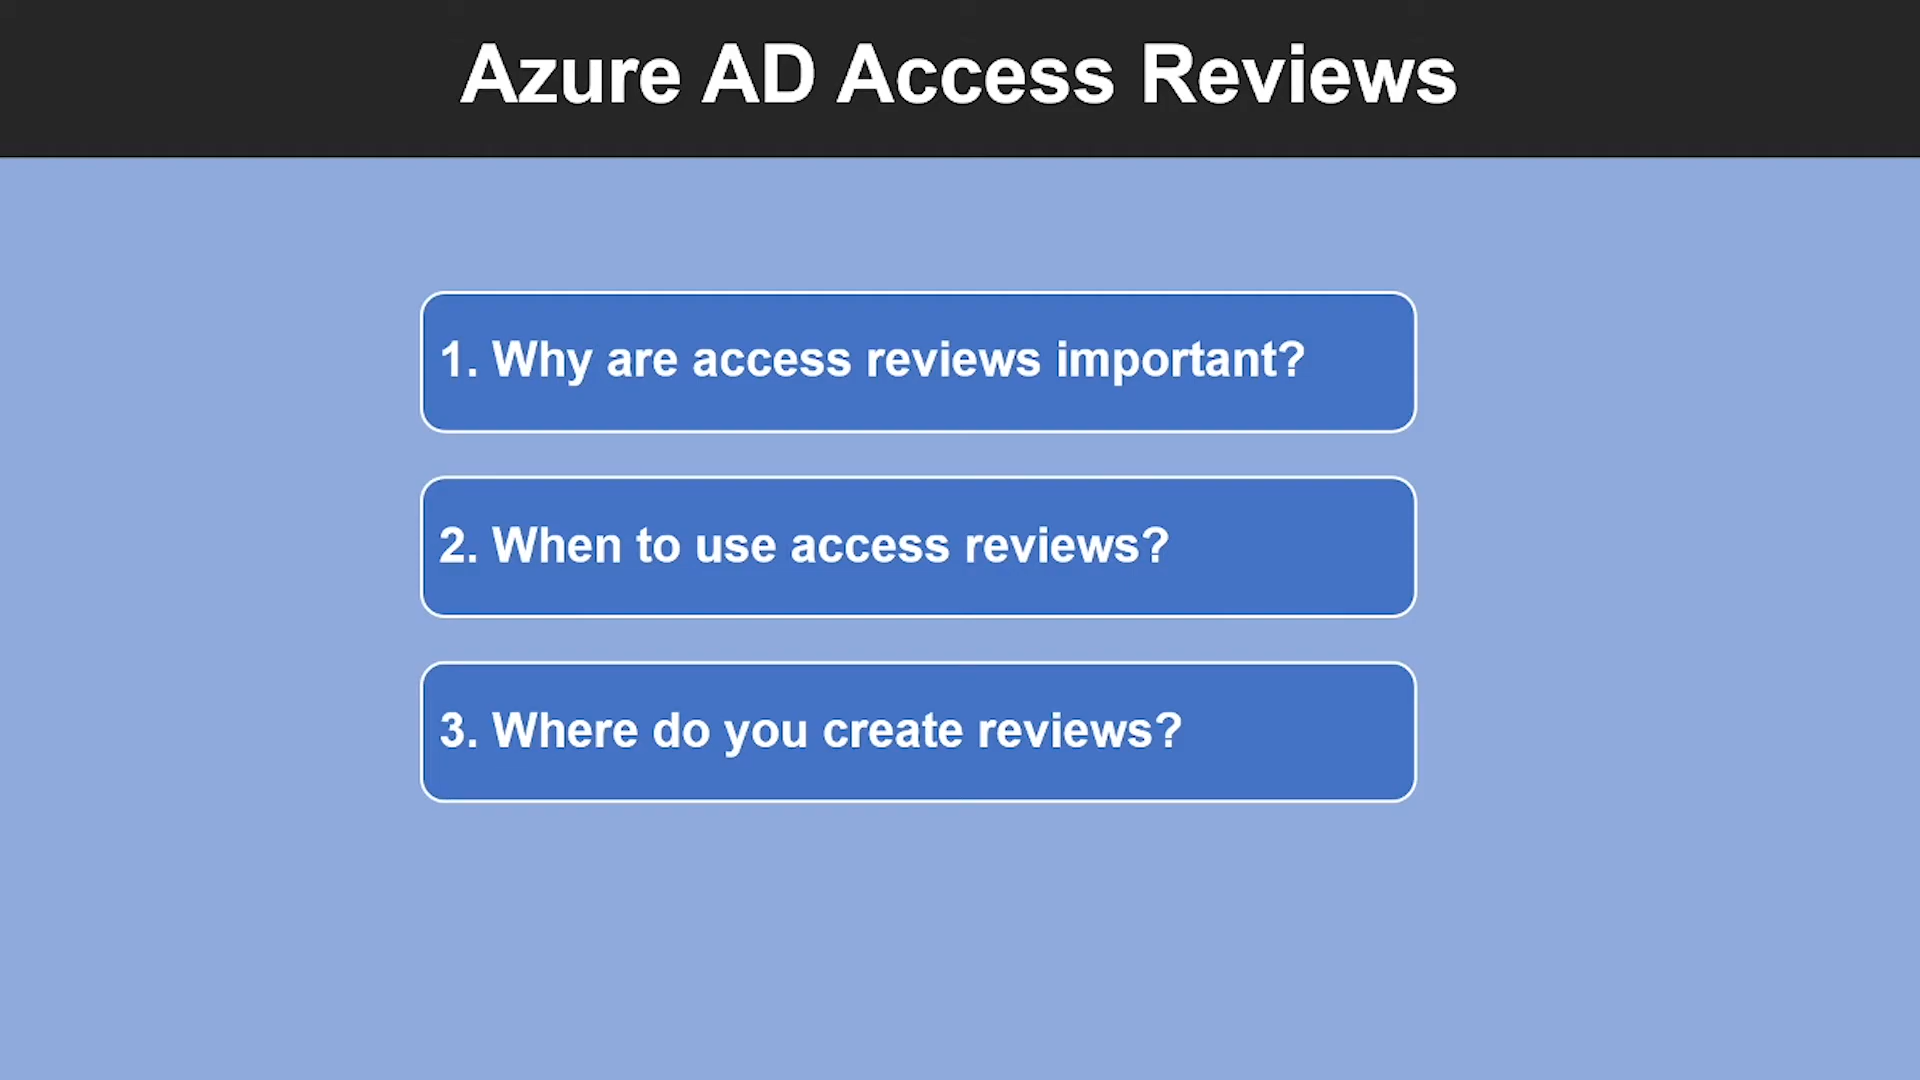 Azure AD Access Reviews
1. Why are access reviews important?
2. When to use access reviews?
3. Where do you create reviews?